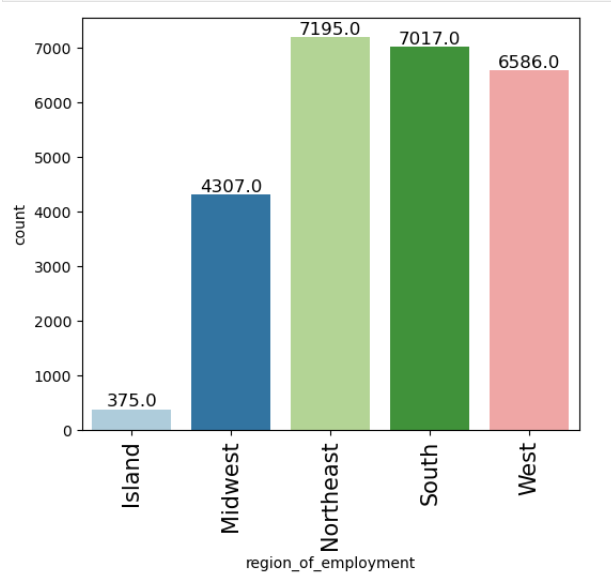 7195.0
7017.0
6586.0
4307.0
375.0
7000
6000
5000
4000
3000
2000
1000
0
count
Island
Midwest
Northeast
South
West
region_of_employment